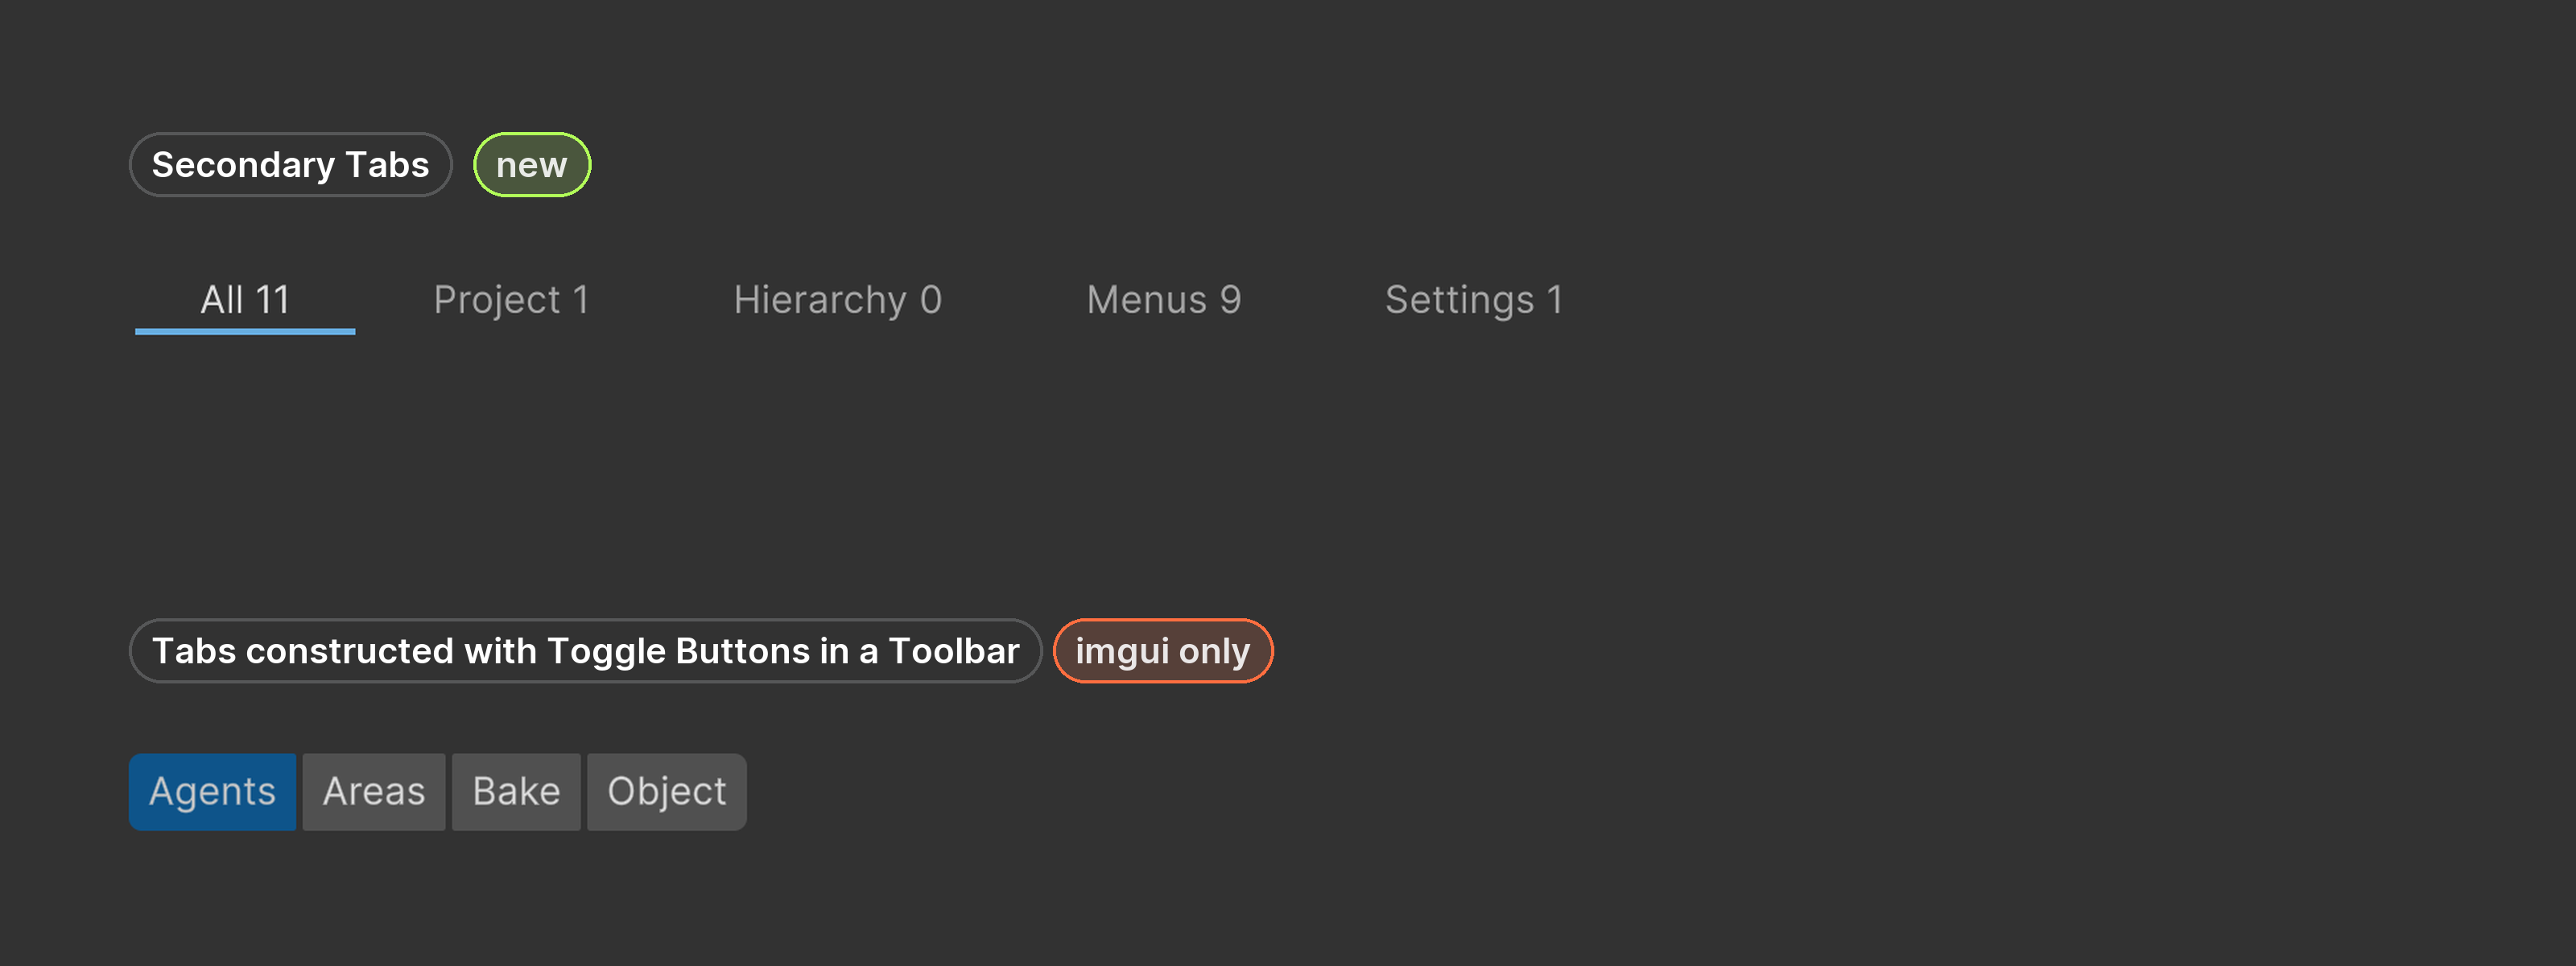 Secondary Tabs new
All 11 Project 1 Hierarchy 0 Menus 9 Settings 1
Tabs constructed with Toggle Buttons in a Toolbar imgui only
Agents Areas Bake Object